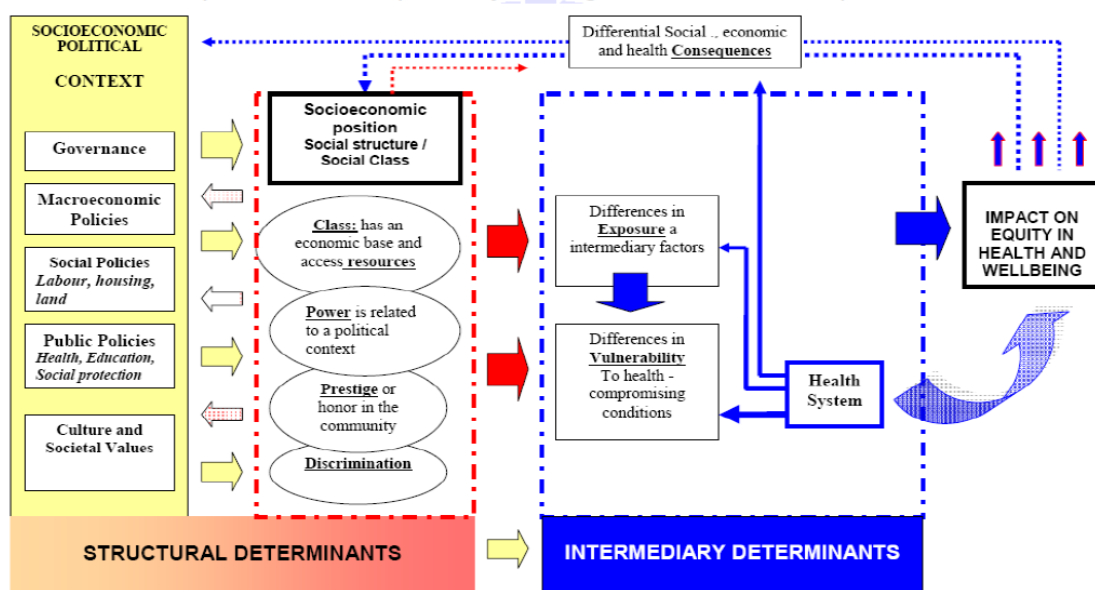 SOCIOECONOMIC
POLITICAL
CONTEXT
Governance
Macroeconomic
Policies
Social Policies
Labour, housing,
land
Public Policies
Health, Education,
Social protection
Culture and
Societal Values
Socioeconomic
position
Social structure /
Social Class
Class: has an
economic base and
access resources
Power is related
to a political
context
Prestige or
honor in the
community
Discrimination
Differential Social ., economic
and health Consequences
Differences in
Exposure a
intermediary factors
Differences in
Vulnerability
To health -
compromising
conditions
Health
System
IMPACT ON
EQUITY IN
HEALTH AND
WELLBEING
STRUCTURAL DETERMINANTS
INTERMEDIARY DETERMINANTS